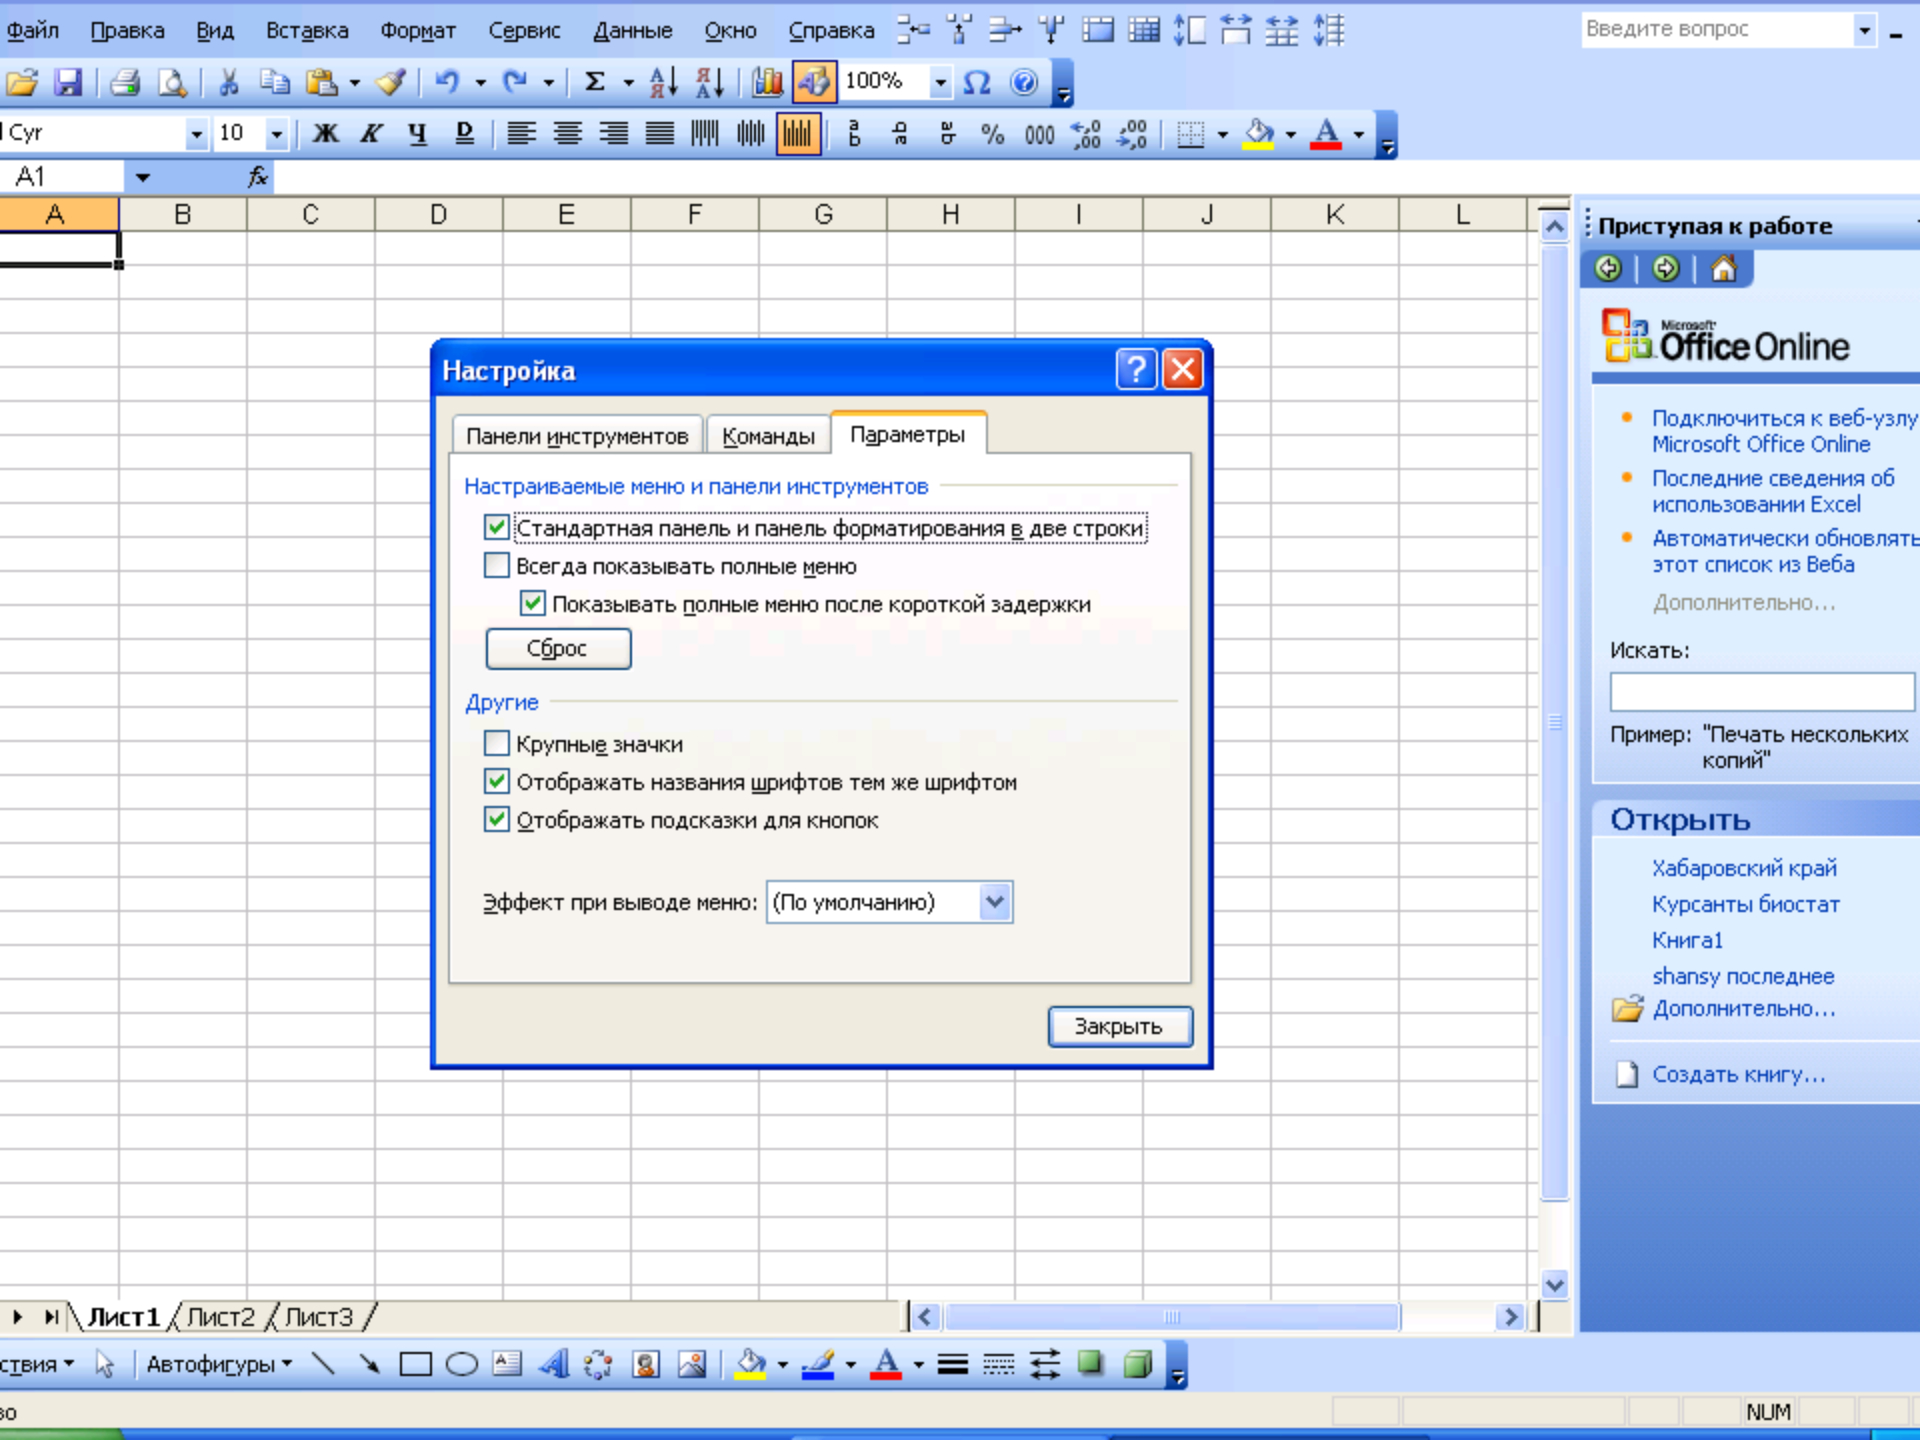 Файл Правка Вид Вставка Формат Сервис Данные Окно Справка Введите вопрос
100%
Cyr 10 Ж К Ч D % 000
A1 fx
A B C D E F G H I J K L
Приступая к работе
Microsoft
Office Online
Подключиться к веб-узлу
Microsoft Office Online
Последние сведения об
использовании Excel
Автоматически обновлять
этот список из Веба
Дополнительно...
Искать:
Пример: "Печать нескольких
копий"
Открыть
Хабаровский край
Курсанты биостат
Книга1
shansy последнее
Дополнительно...
Создать книгу...
Настройка
Панели инструментов Команды Параметры
Настраиваемые меню и панели инструментов
Стандартная панель и панель форматирования в две строки
Всегда показывать полные меню
Показывать полные меню после короткой задержки
Сброс
Другие
Крупные значки
Отображать названия шрифтов тем же шрифтом
Отображать подсказки для кнопок
Эффект при выводе меню: (По умолчанию)
Закрыть
Лист1 Лист2 Лист3
ствия Автофигуры
NUM